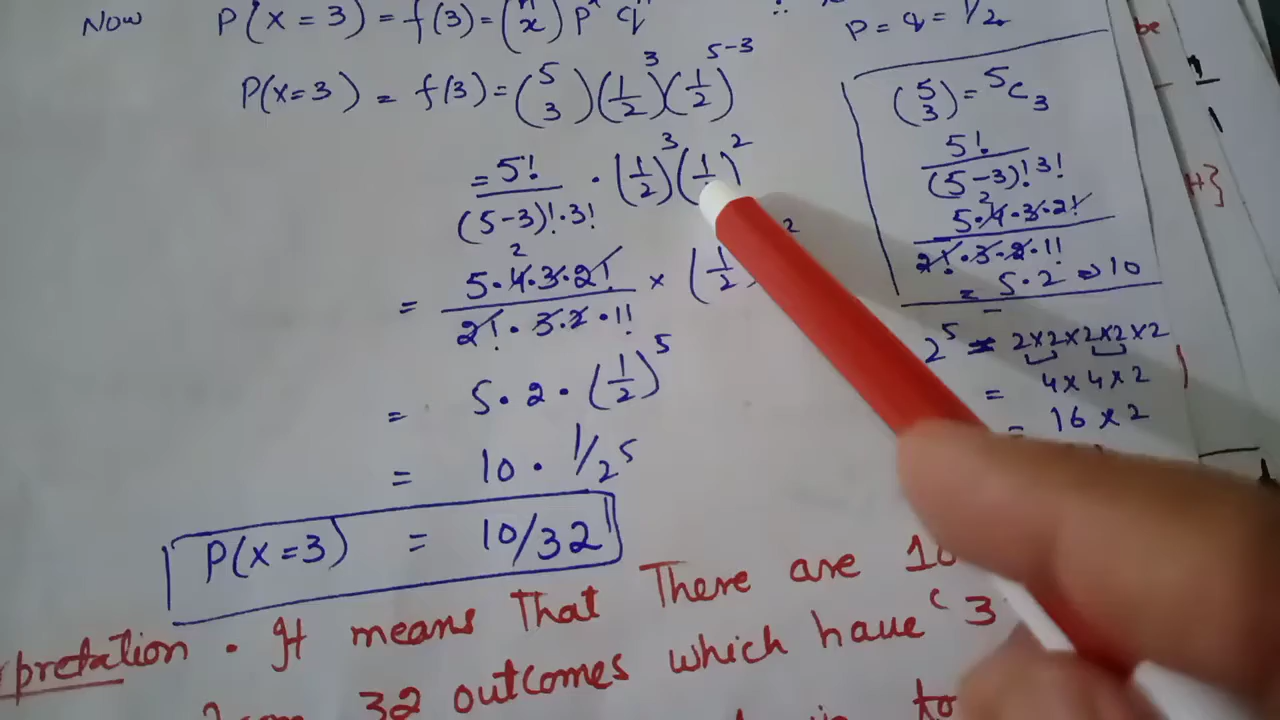 Now P(X=3) = f(3) = (n x) p^x q^n
P = q = 1/2
P(X=3) = f(3) = (5 3) (1/2)^3 (1/2)^5-3
= 5! / (5-3)!·3! · (1/2)^3 (1/ )^2
= 5·4·3·2! / 2!·3·2·1! × (1/2) 2
2
= 5·2·(1/2)^5
= 10·1/2^5
P(X=3) = 10/32
(5 3) = 5C3
5! / (5-3)!3!
5·4·3·2! / 2!·3·2·1!
2
= 5·2 => 10
2^5 = 2×2×2×2×2
= 4×4×2
= 16×2
be
H}
pretation. It means That There are 10
32 outcomes which have 3
to